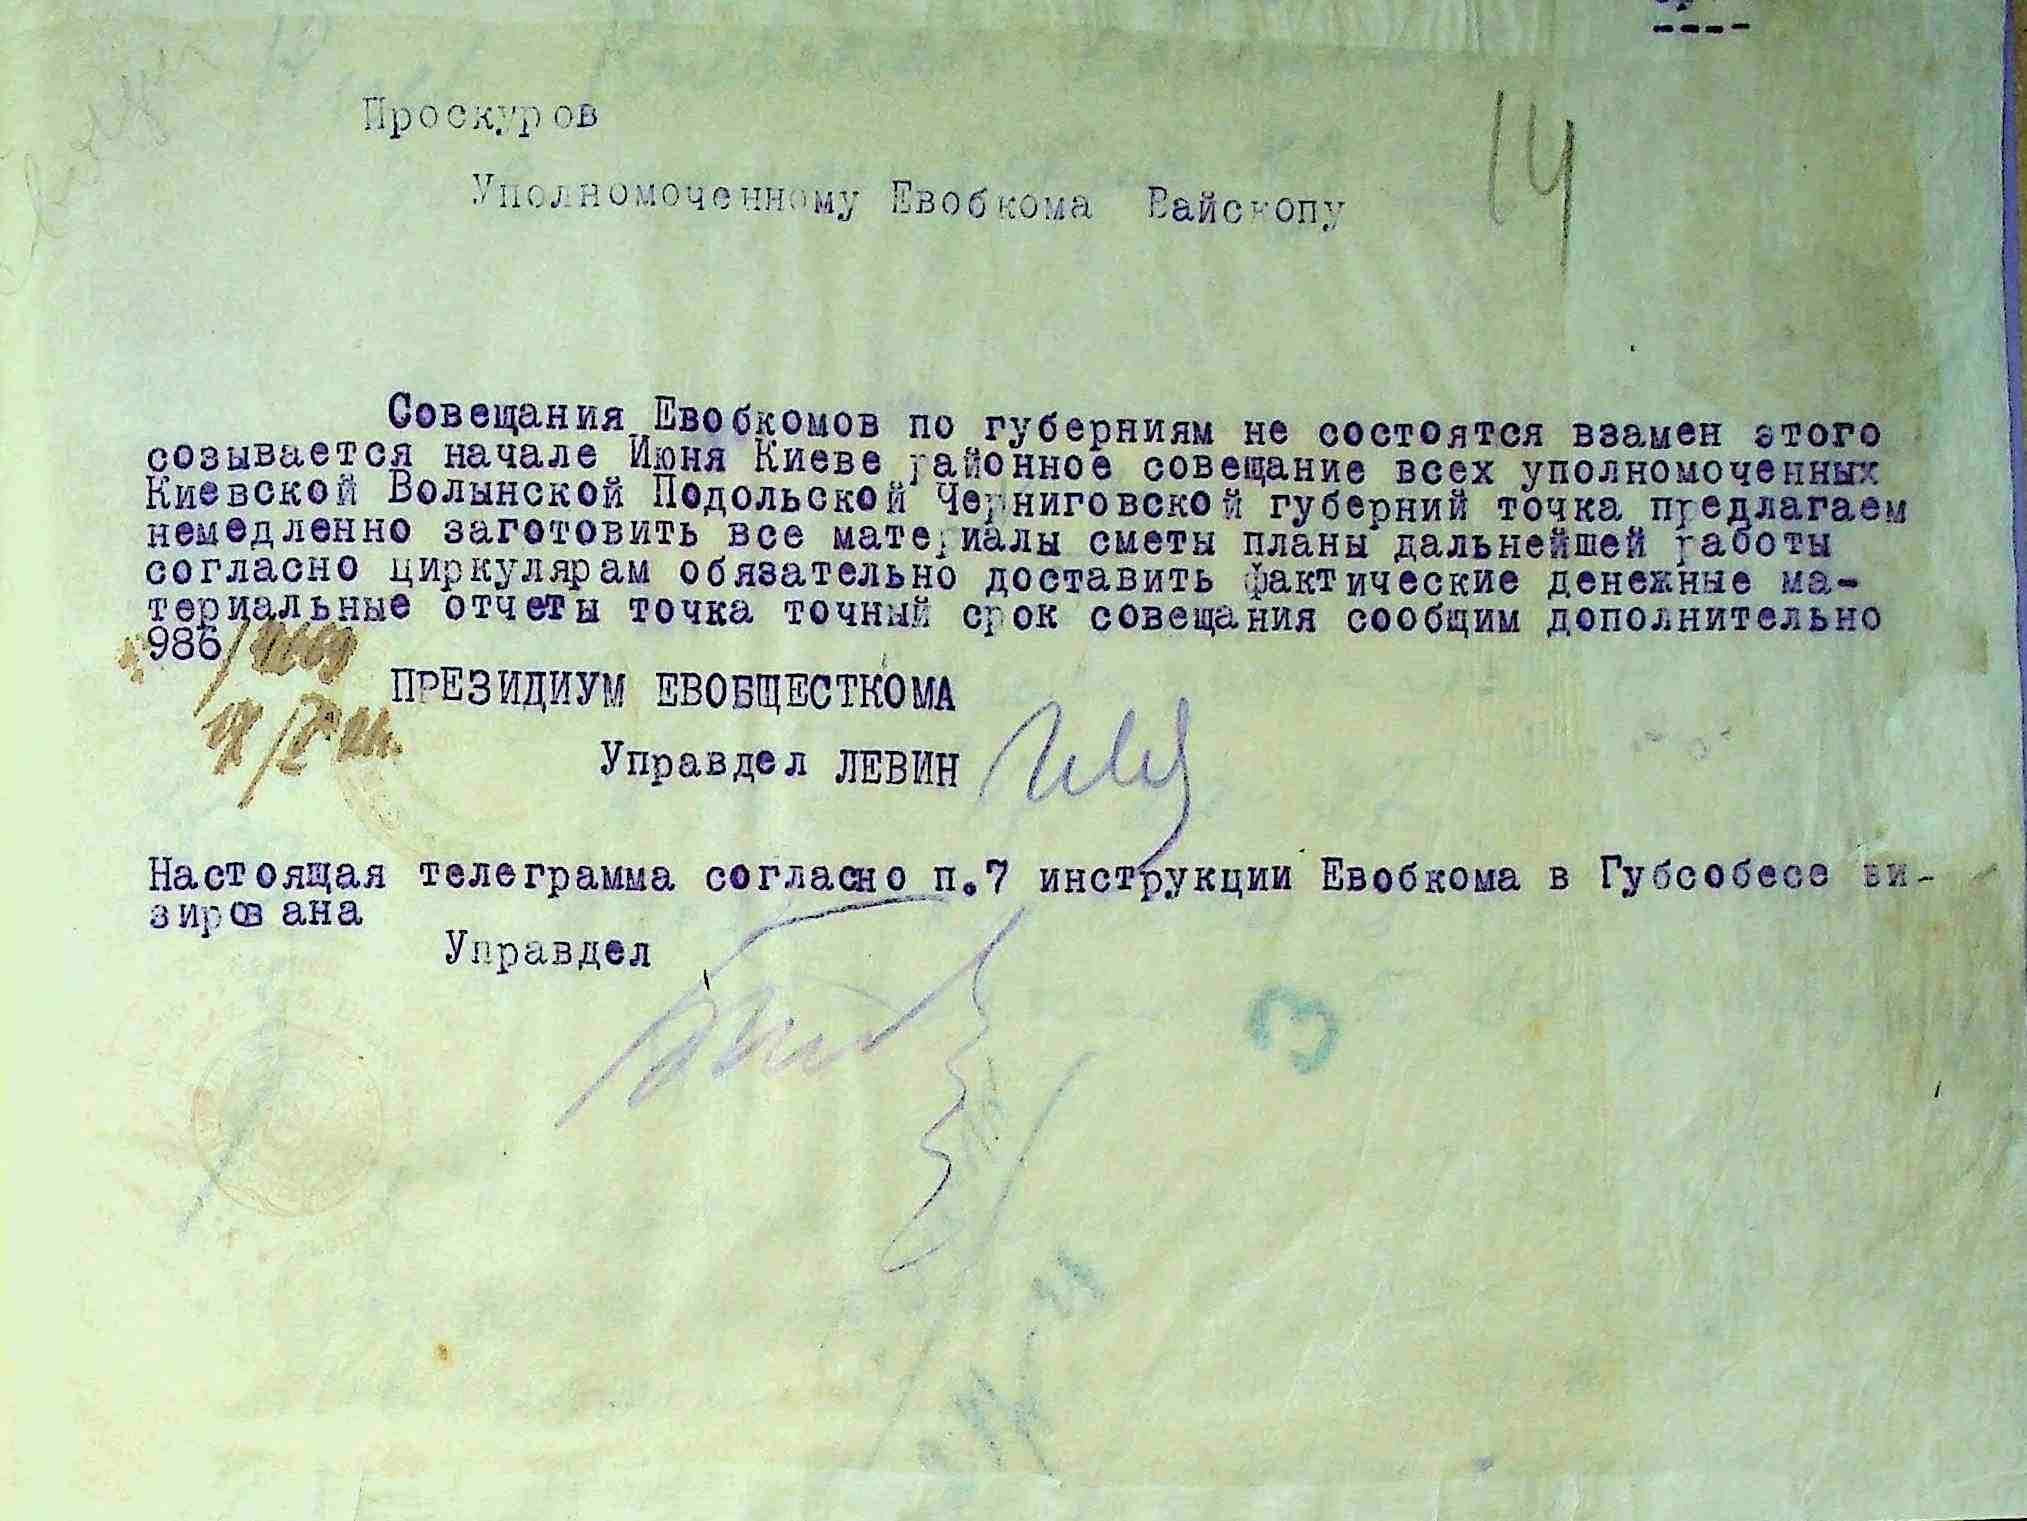 14
Проскуров
Уполномоченному Евобкома Вайскопу
Совещания Евобкомов по губерниям не состоятся взамен этого
созывается начале Июня Киеве районное совещание всех уполномоченных
Киевской Волынской Подольской Черниговской губерний точка предлагаем
немедленно заготовить все материалы сметы планы дальнейшей работы
согласно циркулярам обязательно доставить фактические денежные ма-
териальные отчеты точка точный срок совещания сообщим дополнительно
986
ПРЕЗИДИУМ ЕВОБЩЕСТКОМА
Управдел ЛЕВИН
Настоящая телеграмма согласно п.7 инструкции Евобкома в Губсобесе ви-
зирована
Управдел
3